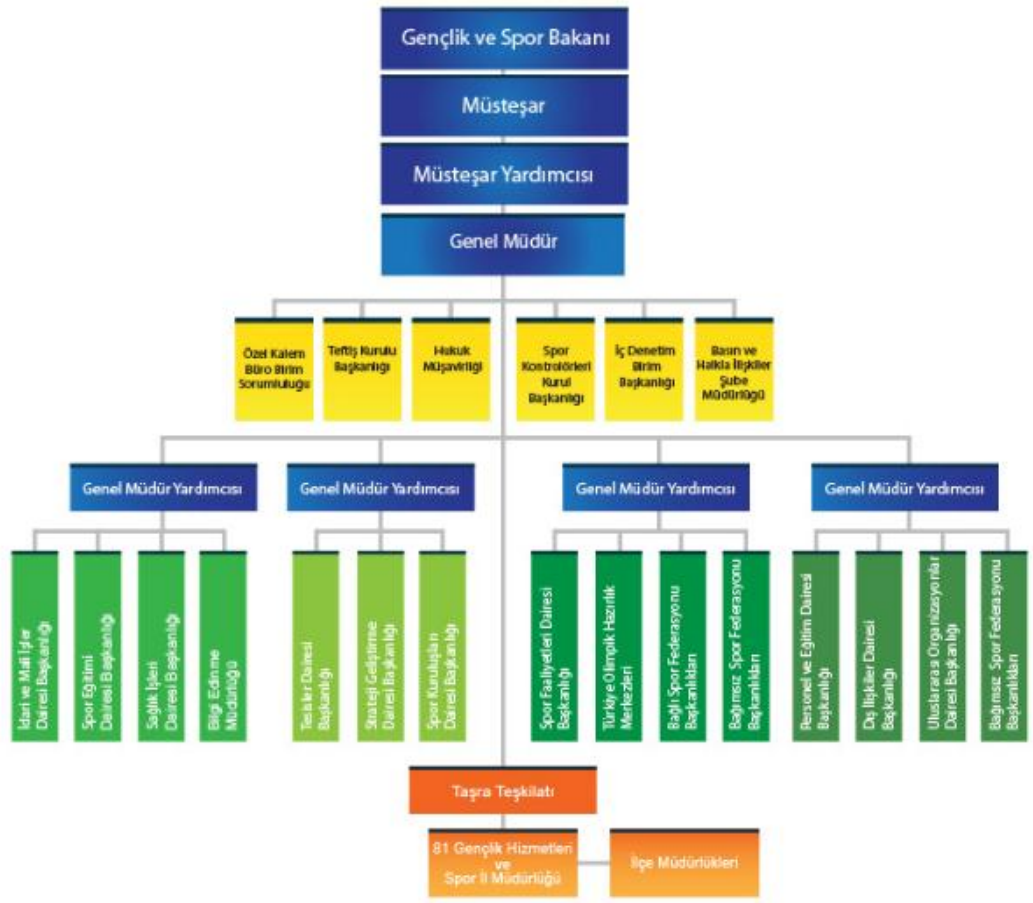 Gençlik ve Spor Bakanı
Müsteşar
Müsteşar Yardımcısı
Genel Müdür
Özel Kalem
Büro Birim
Sorumluluğu
Teftiş Kurulu
Başkanlığı
Hukuk
Müşavirliği
Spor
Kontrolörleri
Kurul
Başkanlığı
İç Denetim
Birim
Başkanlığı
Basın ve
Halkla İlişkiler
Şube
Müdürlüğü
Genel Müdür Yardımcısı
Genel Müdür Yardımcısı
Genel Müdür Yardımcısı
Genel Müdür Yardımcısı
İdari ve Mali İşler
Dairesi Başkanlığı
Spor Eğitimi
Dairesi Başkanlığı
Sağlık İşleri
Dairesi Başkanlığı
Bilgi Edinme
Müdürlüğü
Tesisler Dairesi
Başkanlığı
Strateji Geliştirme
Dairesi Başkanlığı
Spor Kuruluşları
Dairesi Başkanlığı
Spor Faaliyetleri Dairesi
Başkanlığı
Türkiye Olimpik Hazırlık
Merkezleri
Bağlı Spor Federasyonu
Başkanlıkları
Bağımsız Spor Federasyonu
Başkanlıkları
Personel ve Eğitim Dairesi
Başkanlığı
Dış İlişkiler Dairesi
Başkanlığı
Uluslararası Organizasyonlar
Dairesi Başkanlığı
Bağımsız Spor Federasyonu
Başkanlıkları
Taşra Teşkilatı
81 Gençlik Hizmetleri
ve
Spor İl Müdürlüğü
İlçe Müdürlükleri